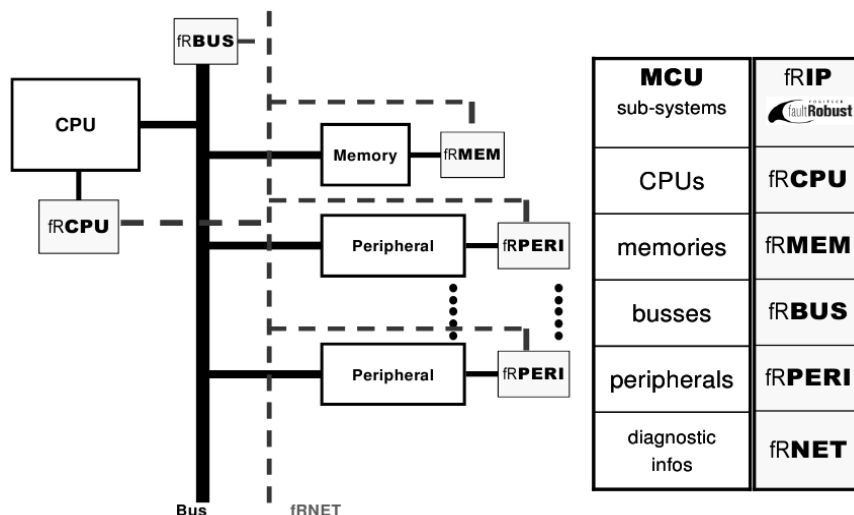 fRBUS
CPU
Memory
fRMEM
fRCPU
Peripheral
fRPERI
Peripheral
fRPERI
Bus
fRNET
MCU
sub-systems
fRIP
YOGITECH
faultRobust
CPUs
fRCPU
memories
fRMEM
busses
fRBUS
peripherals
fRPERI
diagnostic
infos
fRNET